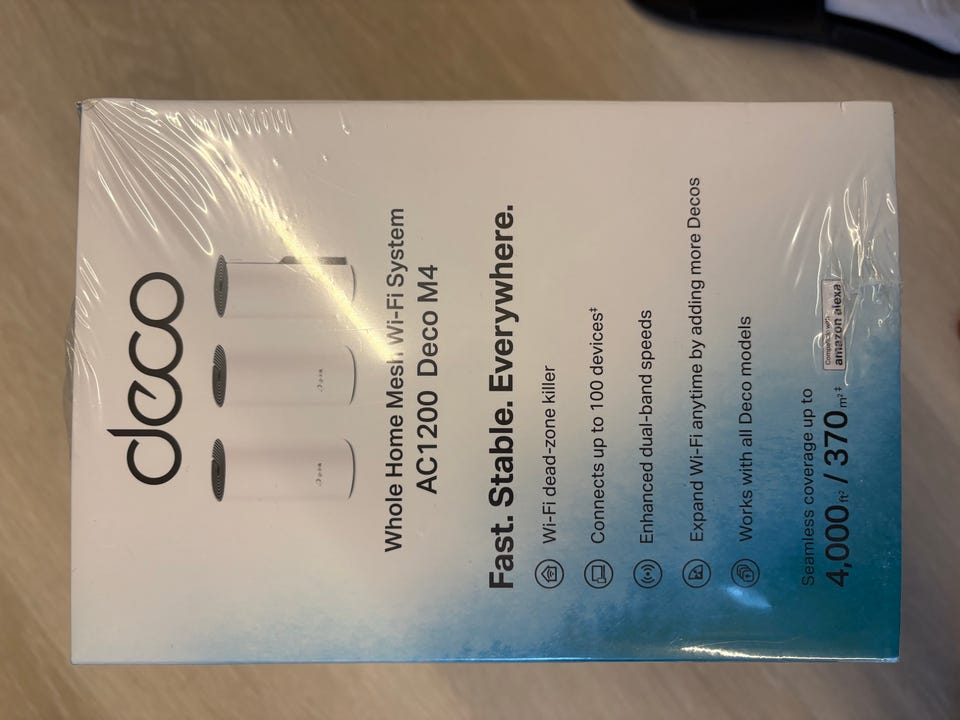 deco
Whole Home Mesh Wi-Fi System
AC1200 Deco M4
Fast. Stable. Everywhere.
Wi-Fi dead-zone killer
Connects up to 100 devices‡
Enhanced dual-band speeds
Expand Wi-Fi anytime by adding more Decos
Works with all Deco models
Seamless coverage up to
4,000 ft² / 370 m² ‡
Compatible with
amazon alexa